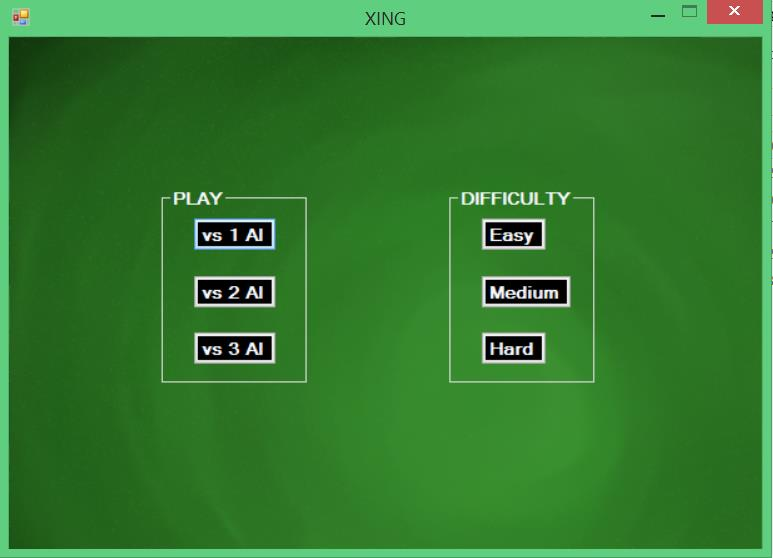 XING
PLAY
vs 1 AI
vs 2 AI
vs 3 AI
DIFFICULTY
Easy
Medium
Hard